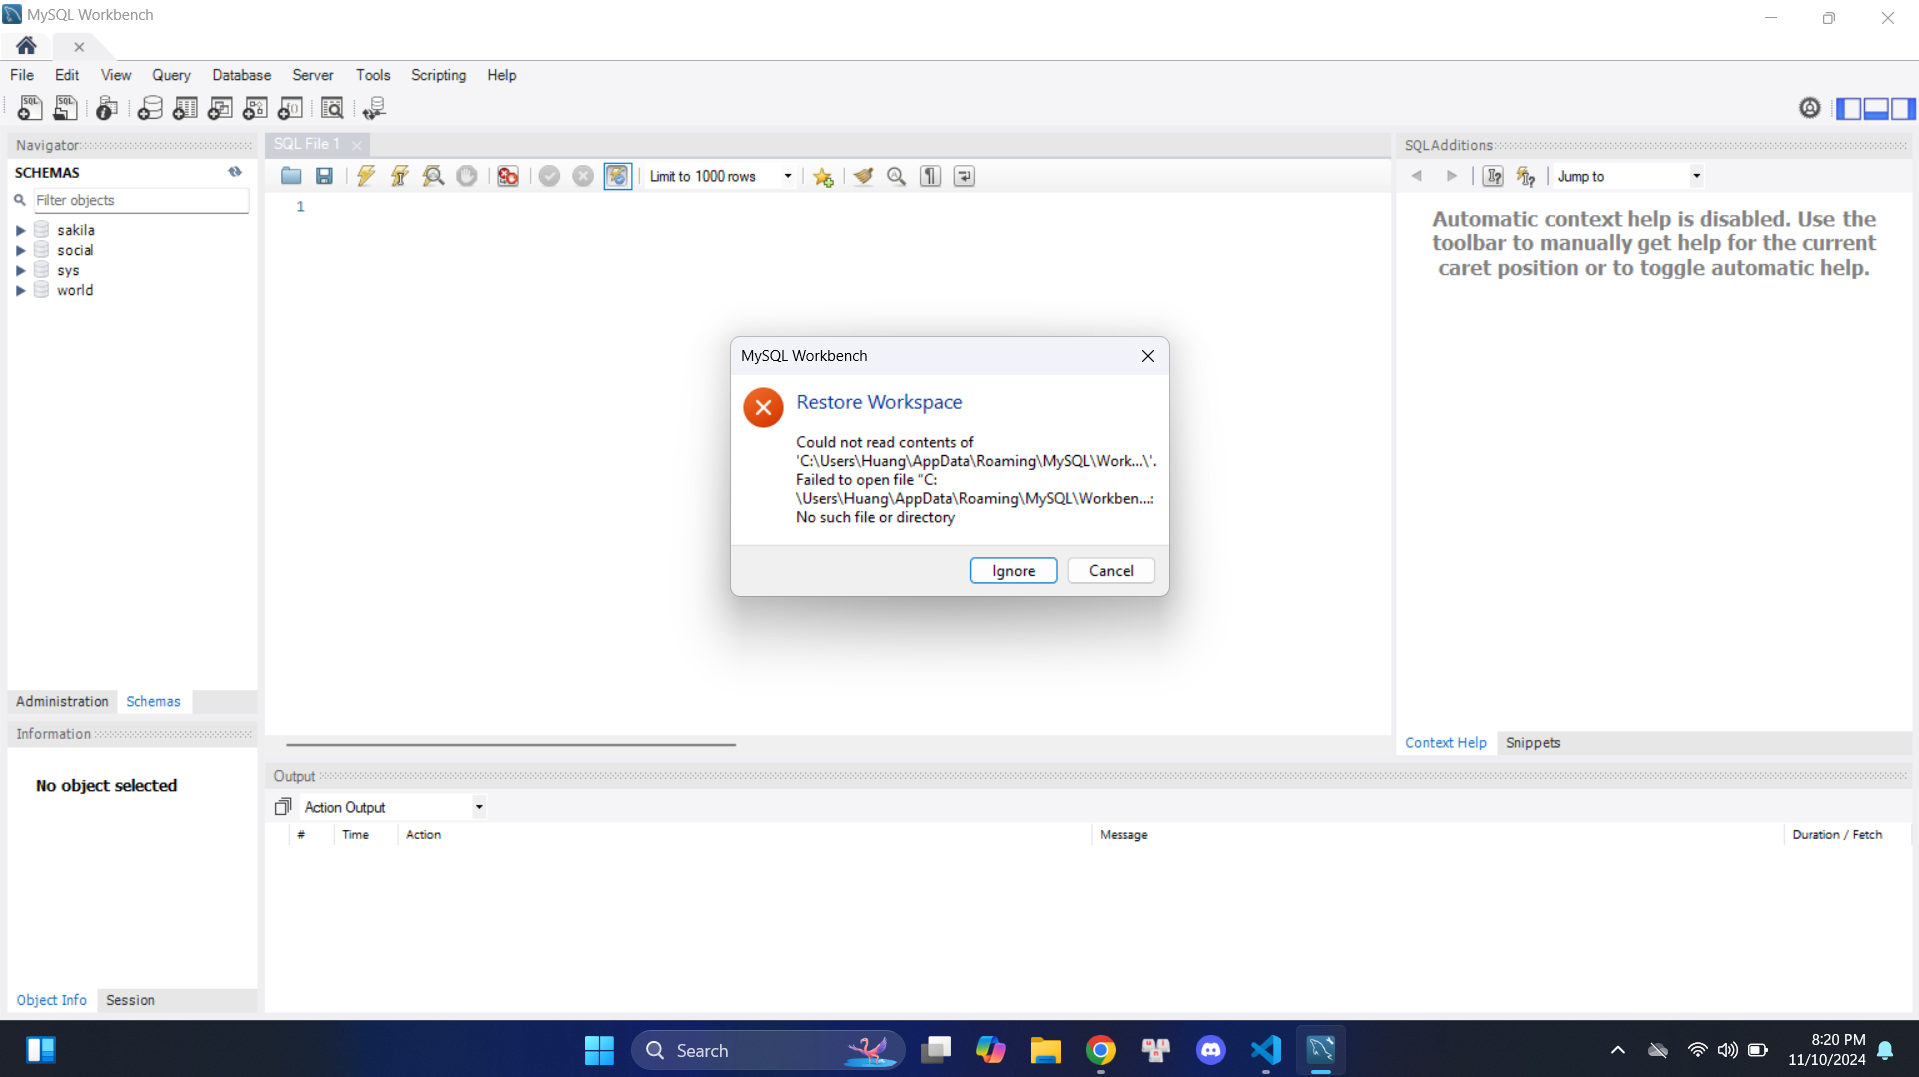 MySQL Workbench
File Edit View Query Database Server Tools Scripting Help
Navigator
SCHEMAS
Filter objects
sakila
social
sys
world
Administration Schemas
Information
No object selected
Object Info Session
SQL File 1
Limit to 1000 rows
1
MySQL Workbench
Restore Workspace
Could not read contents of
'C:\Users\Huang\AppData\Roaming\MySQL\Work...\'.
Failed to open file “C:
\Users\Huang\AppData\Roaming\MySQL\Workben...:
No such file or directory
Ignore Cancel
SQLAdditions
Jump to
Automatic context help is disabled. Use the
toolbar to manually get help for the current
caret position or to toggle automatic help.
Context Help Snippets
Output
Action Output
# Time Action Message Duration / Fetch
Search
8:20 PM
11/10/2024